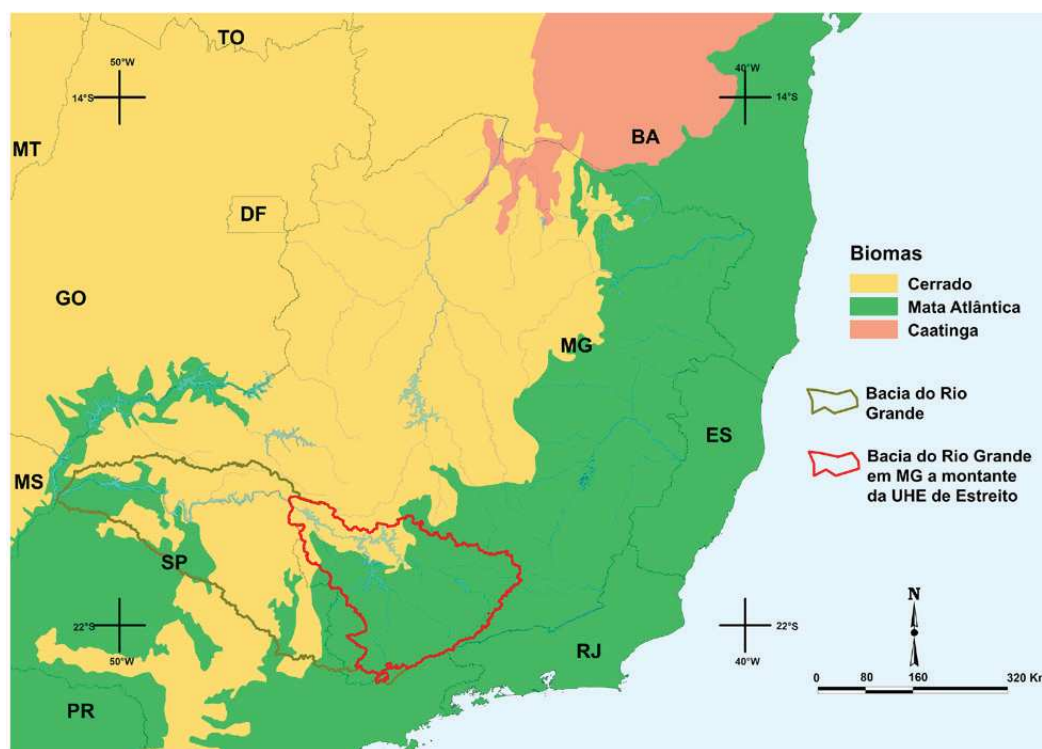 TO
50°W
14°S
40°W
14°S
MT
BA
DF
Biomas
Cerrado
Mata Atlântica
Caatinga
GO
MG
Bacia do Rio
Grande
ES
MS
Bacia do Rio Grande
em MG a montante
da UHE de Estreito
SP
N
22°S
50°W
22°S
40°W
RJ
0 80 160 320 Km
PR